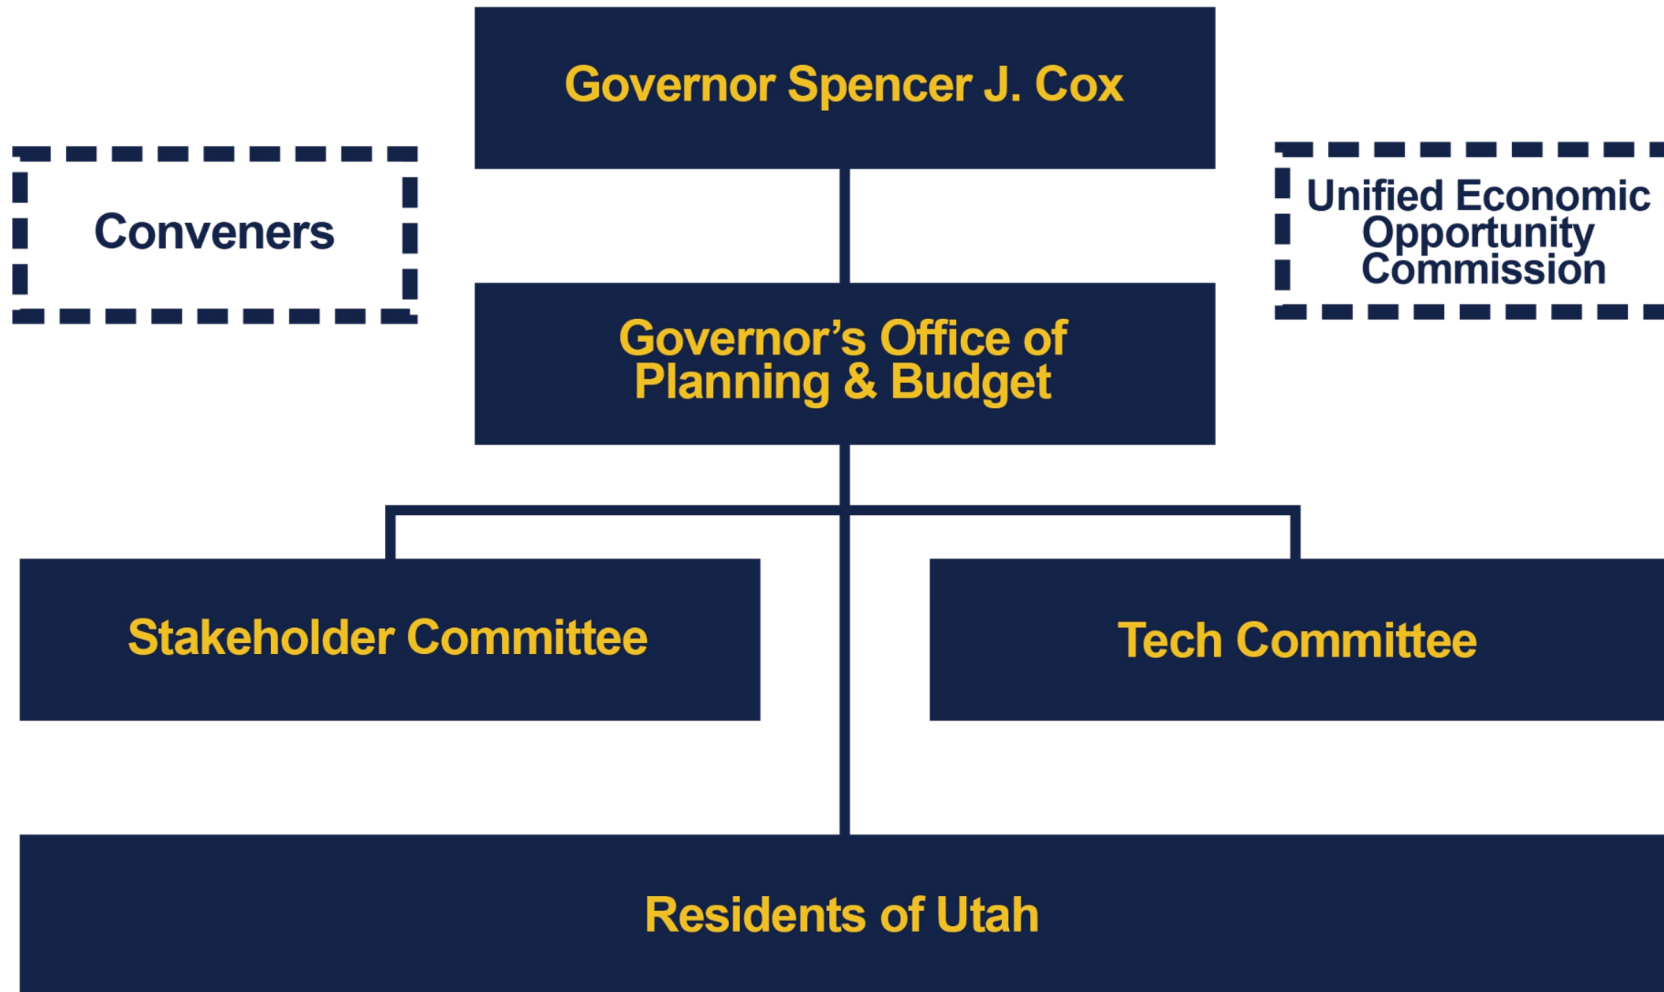 Governor Spencer J. Cox
Conveners
Unified Economic
Opportunity
Commission
Governor’s Office of
Planning & Budget
Stakeholder Committee
Tech Committee
Residents of Utah